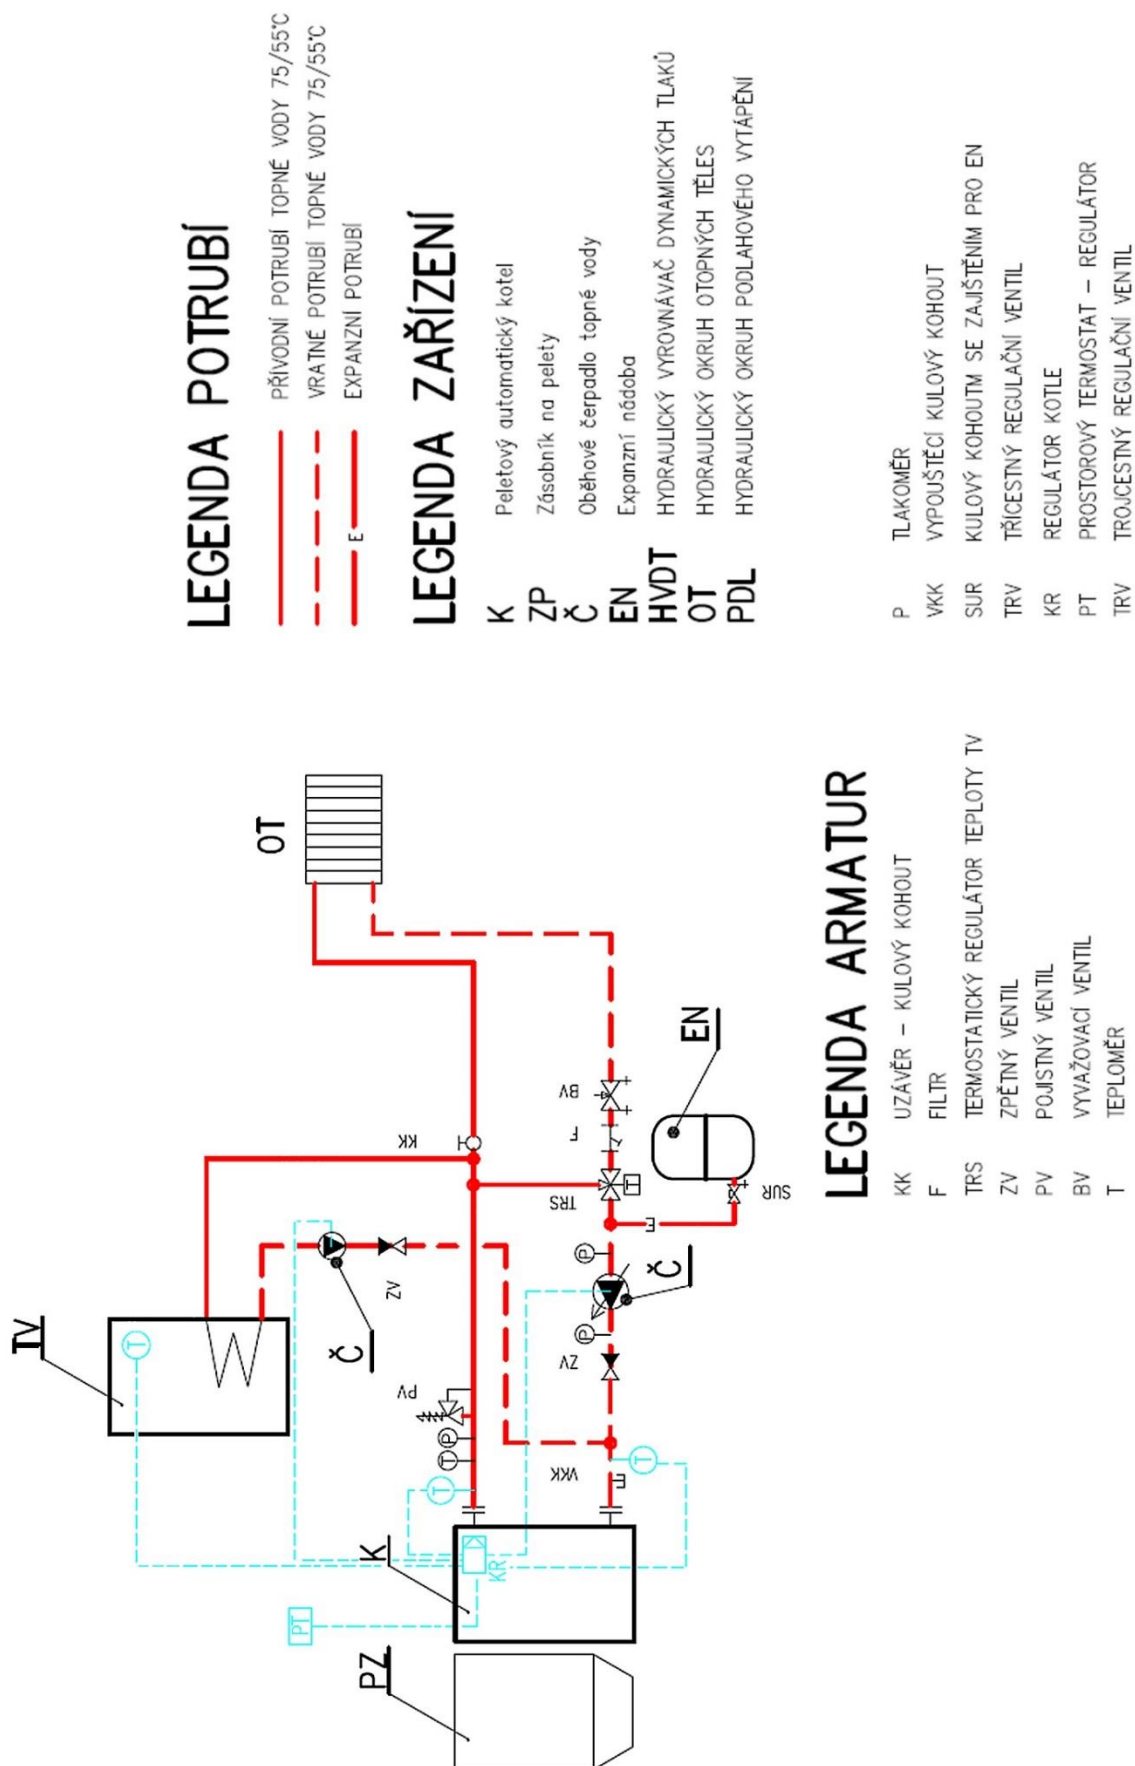 TV
T
Č
ZV
OT
KK
PV
T
P
T
PT
K
KR
PZ
VKK
T
ZV
P
P
Č
TRS
T
F
BV
E
SUR
EN
LEGENDA POTRUBÍ
PŘÍVODNÍ POTRUBÍ TOPNÉ VODY 75/55°C
VRATNÉ POTRUBÍ TOPNÉ VODY 75/55°C
E EXPANZNÍ POTRUBÍ
LEGENDA ZAŘÍZENÍ
K Peletový automatický kotel
ZP Zásobník na pelety
Č Oběhové čerpadlo topné vody
EN Expanzní nádoba
HVDT HYDRAULICKÝ VYROVNÁVAČ DYNAMICKÝCH TLAKŮ
OT HYDRAULICKÝ OKRUH OTOPNÝCH TĚLES
PDL HYDRAULICKÝ OKRUH PODLAHOVÉHO VYTÁPĚNÍ
LEGENDA ARMATUR
KK UZÁVĚR – KULOVÝ KOHOUT
F FILTR
TRS TERMOSTATICKÝ REGULÁTOR TEPLOTY TV
ZV ZPĚTNÝ VENTIL
PV POJISTNÝ VENTIL
BV VYVAŽOVACÍ VENTIL
T TEPLOMĚR
P TLAKOMĚR
VKK VYPOUŠTĚCÍ KULOVÝ KOHOUT
SUR KULOVÝ KOHOUTM SE ZAJIŠTĚNÍM PRO EN
TRV TŘÍCESTNÝ REGULAČNÍ VENTIL
KR REGULÁTOR KOTLE
PT PROSTOROVÝ TERMOSTAT – REGULÁTOR
TRV TROJCESTNÝ REGULAČNÍ VENTIL